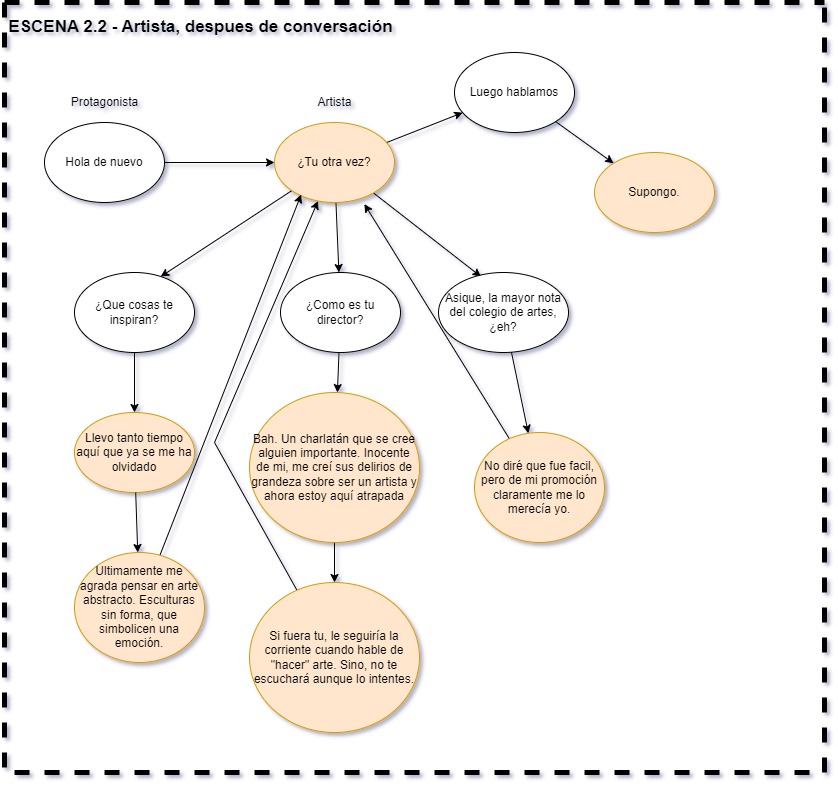 ESCENA 2.2 - Artista, despues de conversación
Protagonista
Artista
Luego hablamos
Hola de nuevo
¿Tu otra vez?
Supongo.
¿Que cosas te
inspiran?
¿Como es tu
director?
Asique, la mayor nota
del colegio de artes,
¿eh?
Llevo tanto tiempo
aquí que ya se me ha
olvidado
Bah. Un charlatán que se cree
alguien importante. Inocente
de mi, me creí sus delirios de
grandeza sobre ser un artista y
ahora estoy aquí atrapada
No diré que fue facil,
pero de mi promoción
claramente me lo
merecía yo.
Ultimamente me
agrada pensar en arte
abstracto. Esculturas
sin forma, que
simbolicen una
emoción.
Si fuera tu, le seguiría la
corriente cuando hable de
"hacer" arte. Sino, no te
escuchará aunque lo intentes.